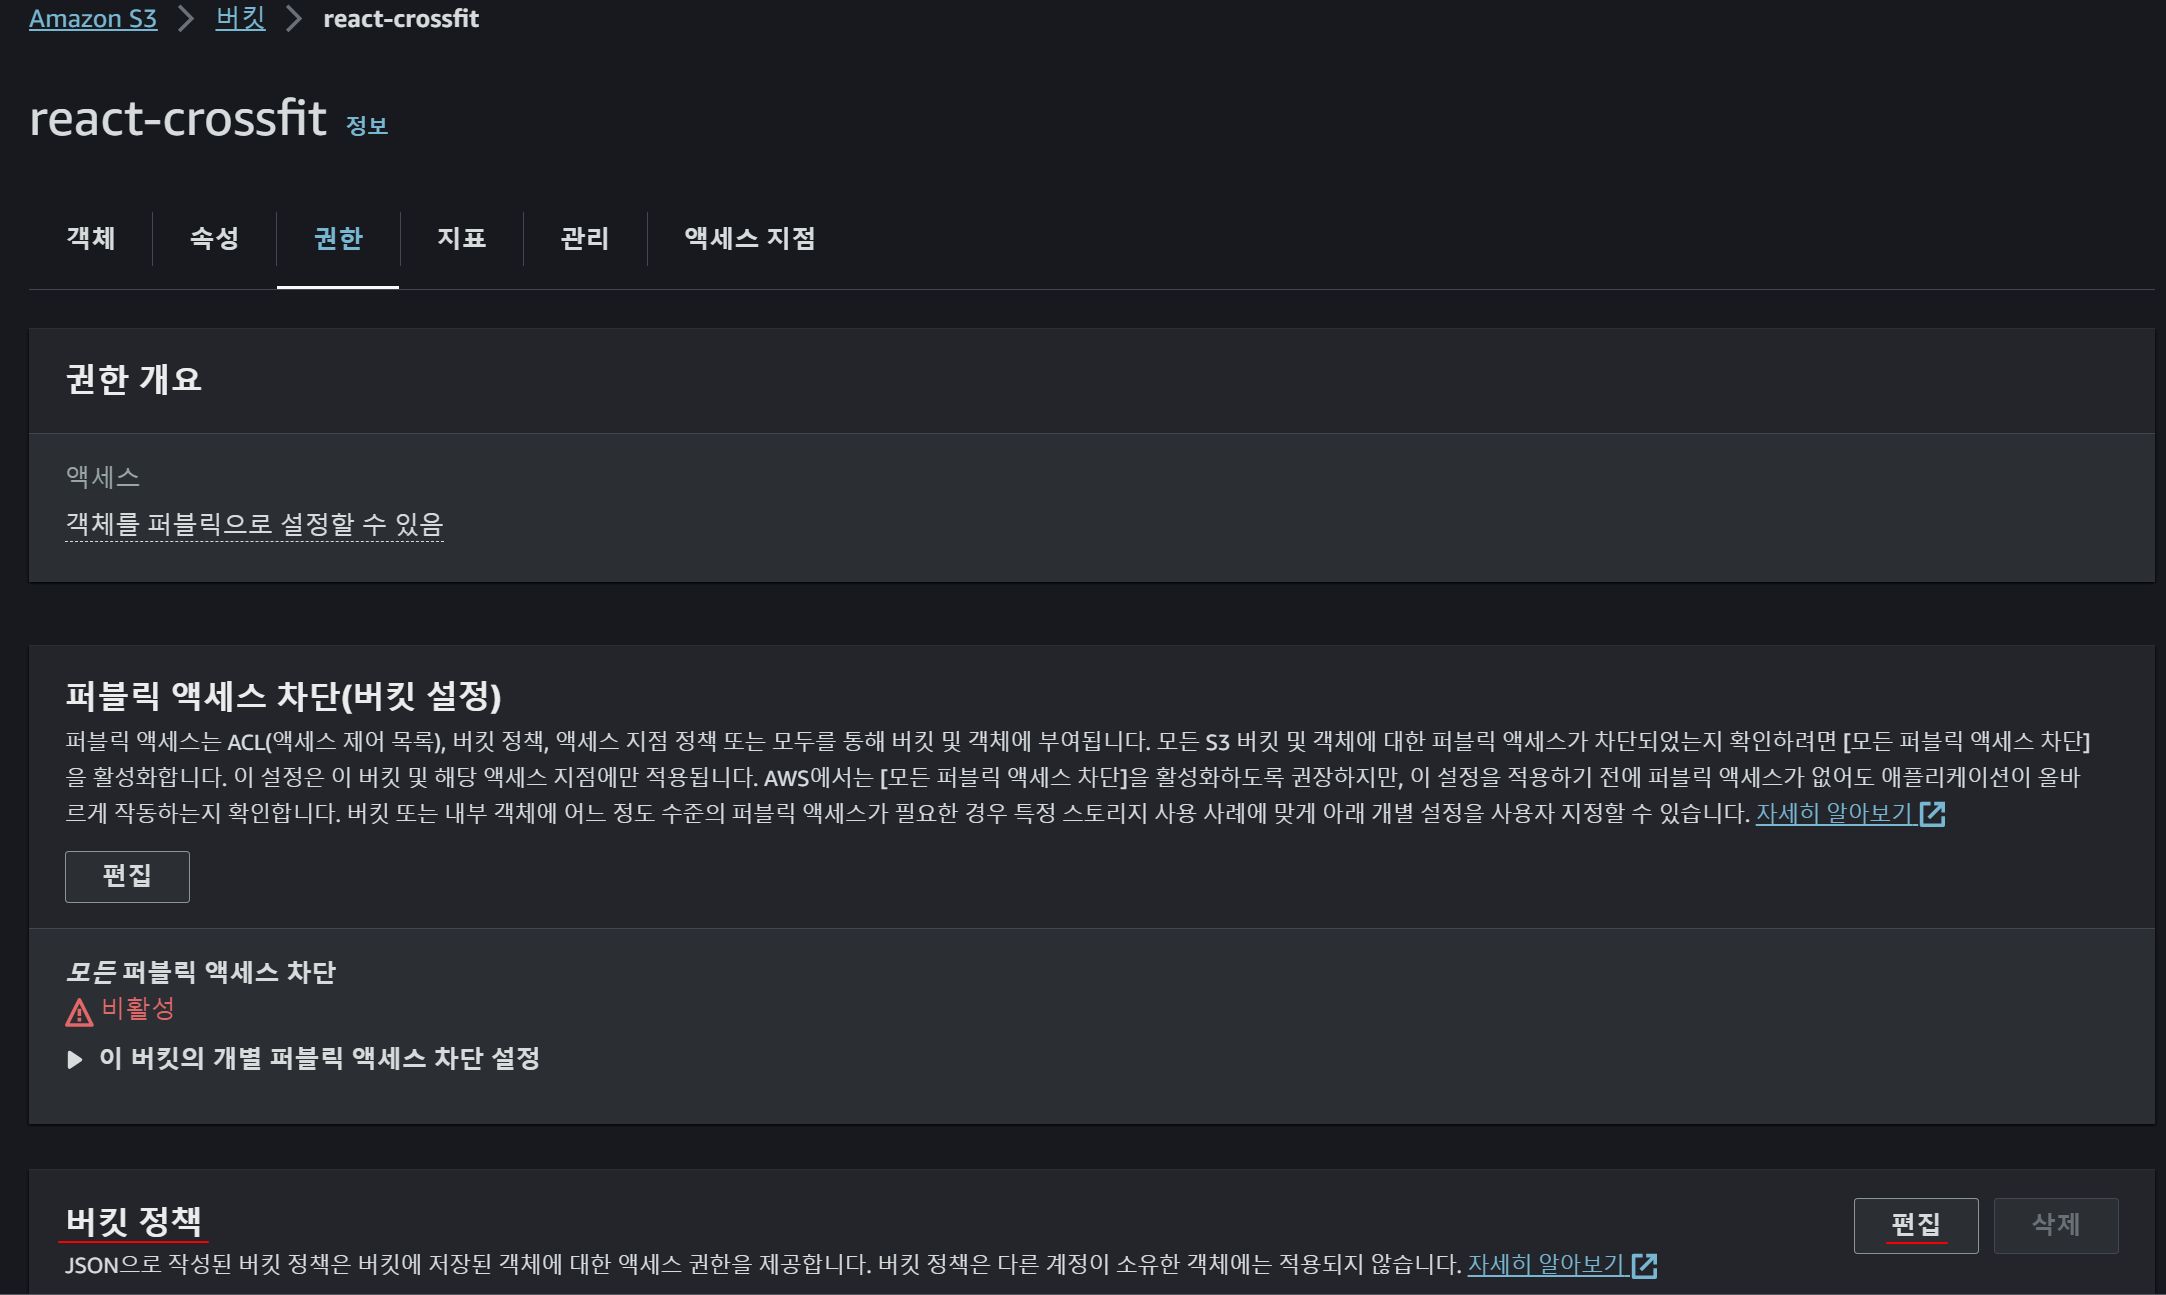 Amazon S3 > 버킷 > react-crossfit
react-crossfit 정보
객체 속성 권한 지표 관리 액세스 지점
권한 개요
액세스
객체를 퍼블릭으로 설정할 수 있음
퍼블릭 액세스 차단(버킷 설정)
퍼블릭 액세스는 ACL(액세스 제어 목록), 버킷 정책, 액세스 지점 정책 또는 모두를 통해 버킷 및 객체에 부여됩니다. 모든 S3 버킷 및 객체에 대한 퍼블릭 액세스가 차단되었는지 확인하려면 [모든 퍼블릭 액세스 차단]
을 활성화합니다. 이 설정은 이 버킷 및 해당 액세스 지점에만 적용됩니다. AWS에서는 [모든 퍼블릭 액세스 차단]을 활성화하도록 권장하지만, 이 설정을 적용하기 전에 퍼블릭 액세스가 없어도 애플리케이션이 올바
르게 작동하는지 확인합니다. 버킷 또는 내부 객체에 어느 정도 수준의 퍼블릭 액세스가 필요한 경우 특정 스토리지 사용 사례에 맞게 아래 개별 설정을 사용자 지정할 수 있습니다. 자세히 알아보기
편집
모든 퍼블릭 액세스 차단
비활성
이 버킷의 개별 퍼블릭 액세스 차단 설정
버킷 정책 편집 삭제
JSON으로 작성된 버킷 정책은 버킷에 저장된 객체에 대한 액세스 권한을 제공합니다. 버킷 정책은 다른 계정이 소유한 객체에는 적용되지 않습니다. 자세히 알아보기